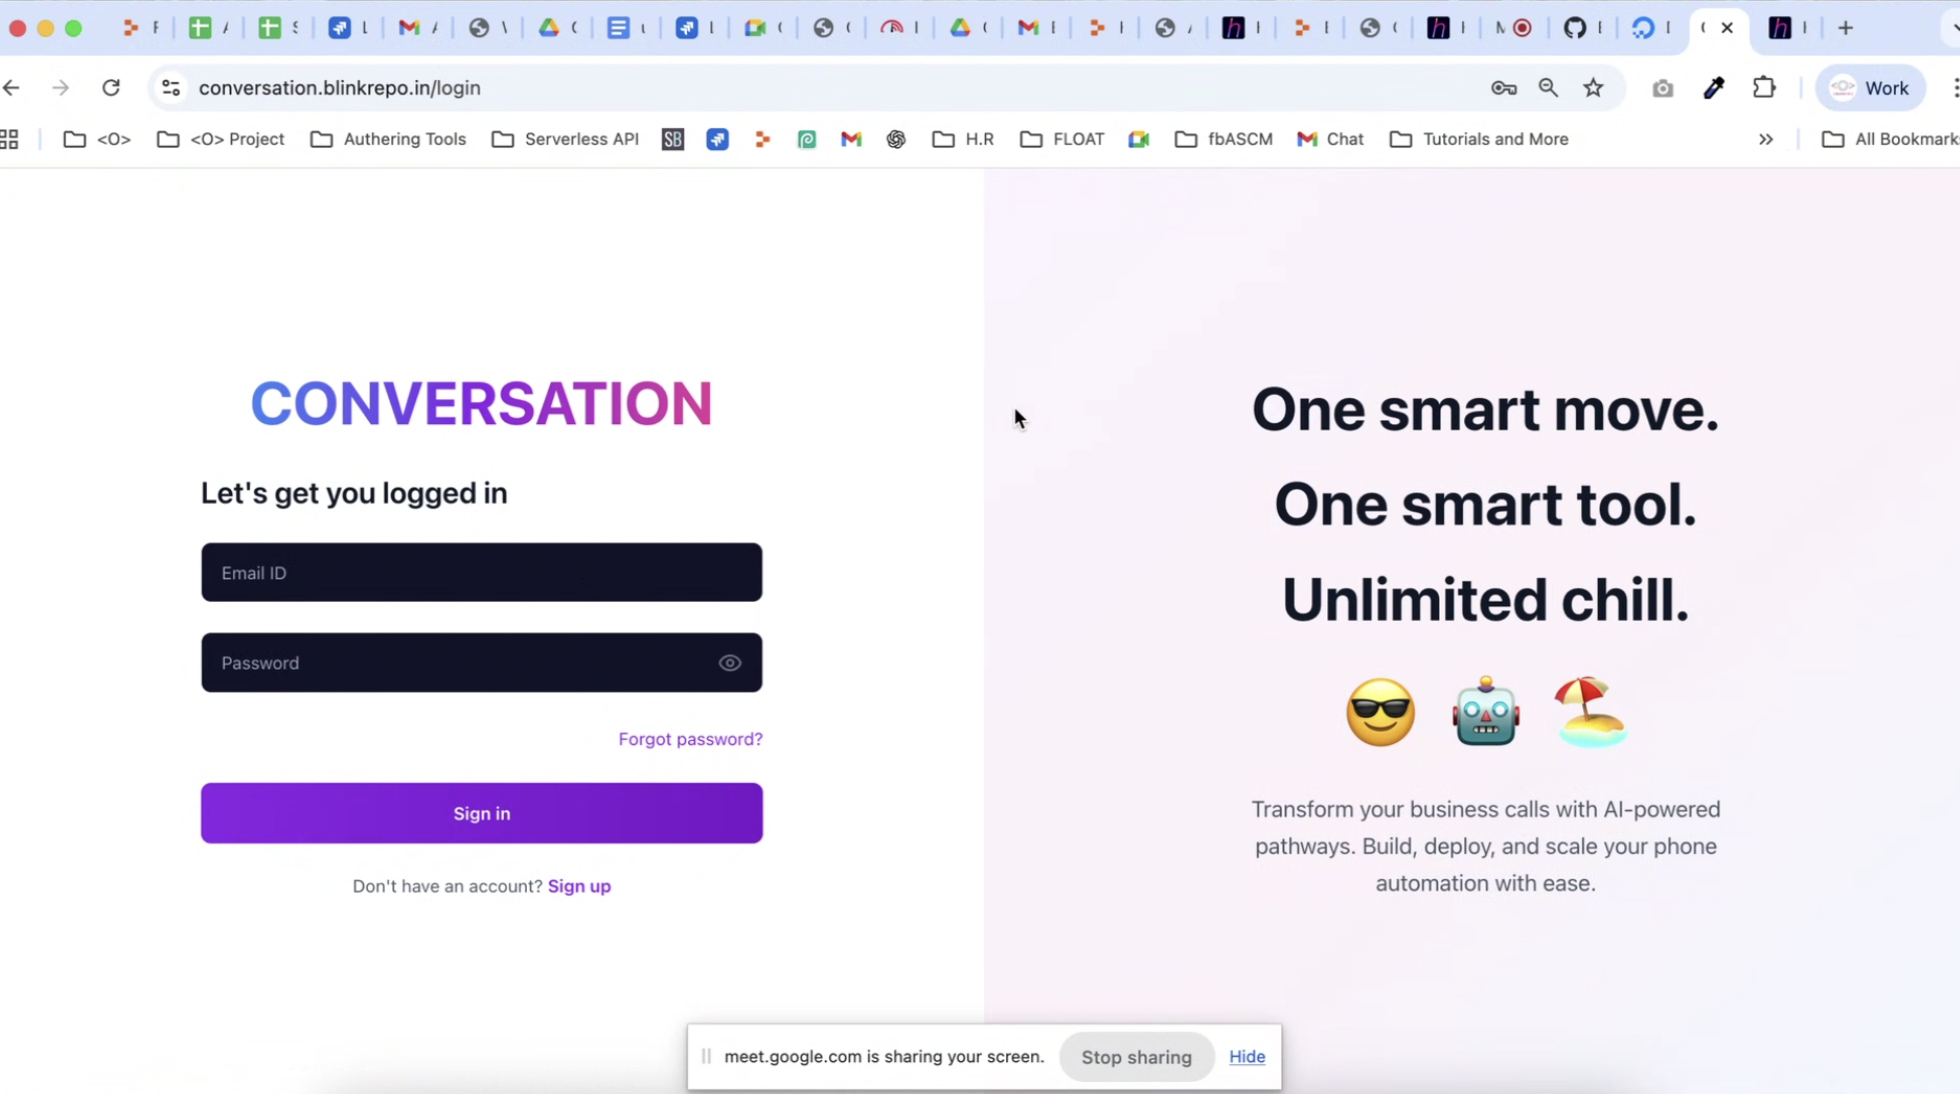 conversation.blinkrepo.in/login
Work
<O>
<O> Project
Authering Tools
Serverless API
SB
H.R
FLOAT
fbASCM
Chat
Tutorials and More
»
All Bookmark
CONVERSATION
Let's get you logged in
Email ID
Password
Forgot password?
Sign in
Don't have an account? Sign up
One smart move.
One smart tool.
Unlimited chill.
Transform your business calls with AI-powered
pathways. Build, deploy, and scale your phone
automation with ease.
meet.google.com is sharing your screen.
Stop sharing
Hide